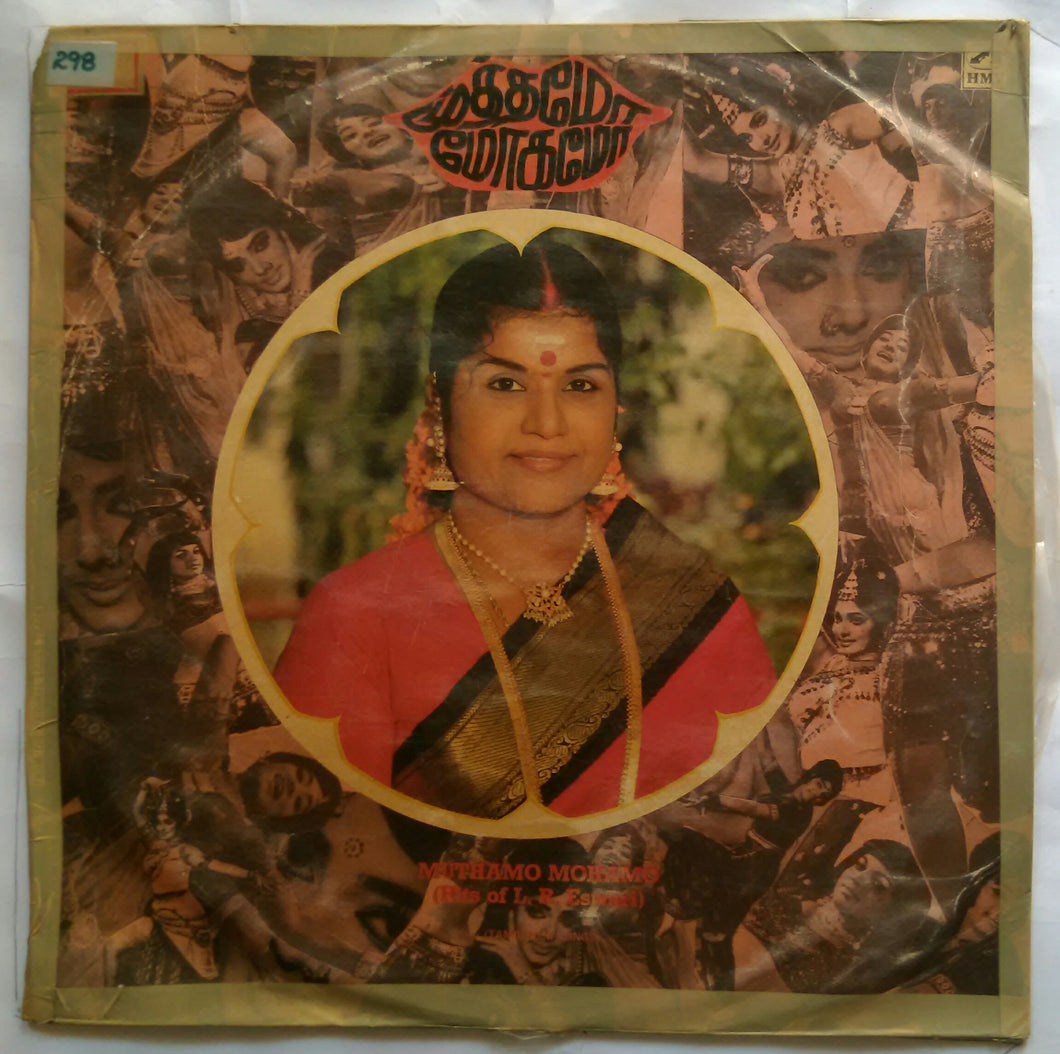 298
முத்தமோ
HMV
மோகமோ
MUTHAMO MOHAMO
(Hits of L. R. Eswari)